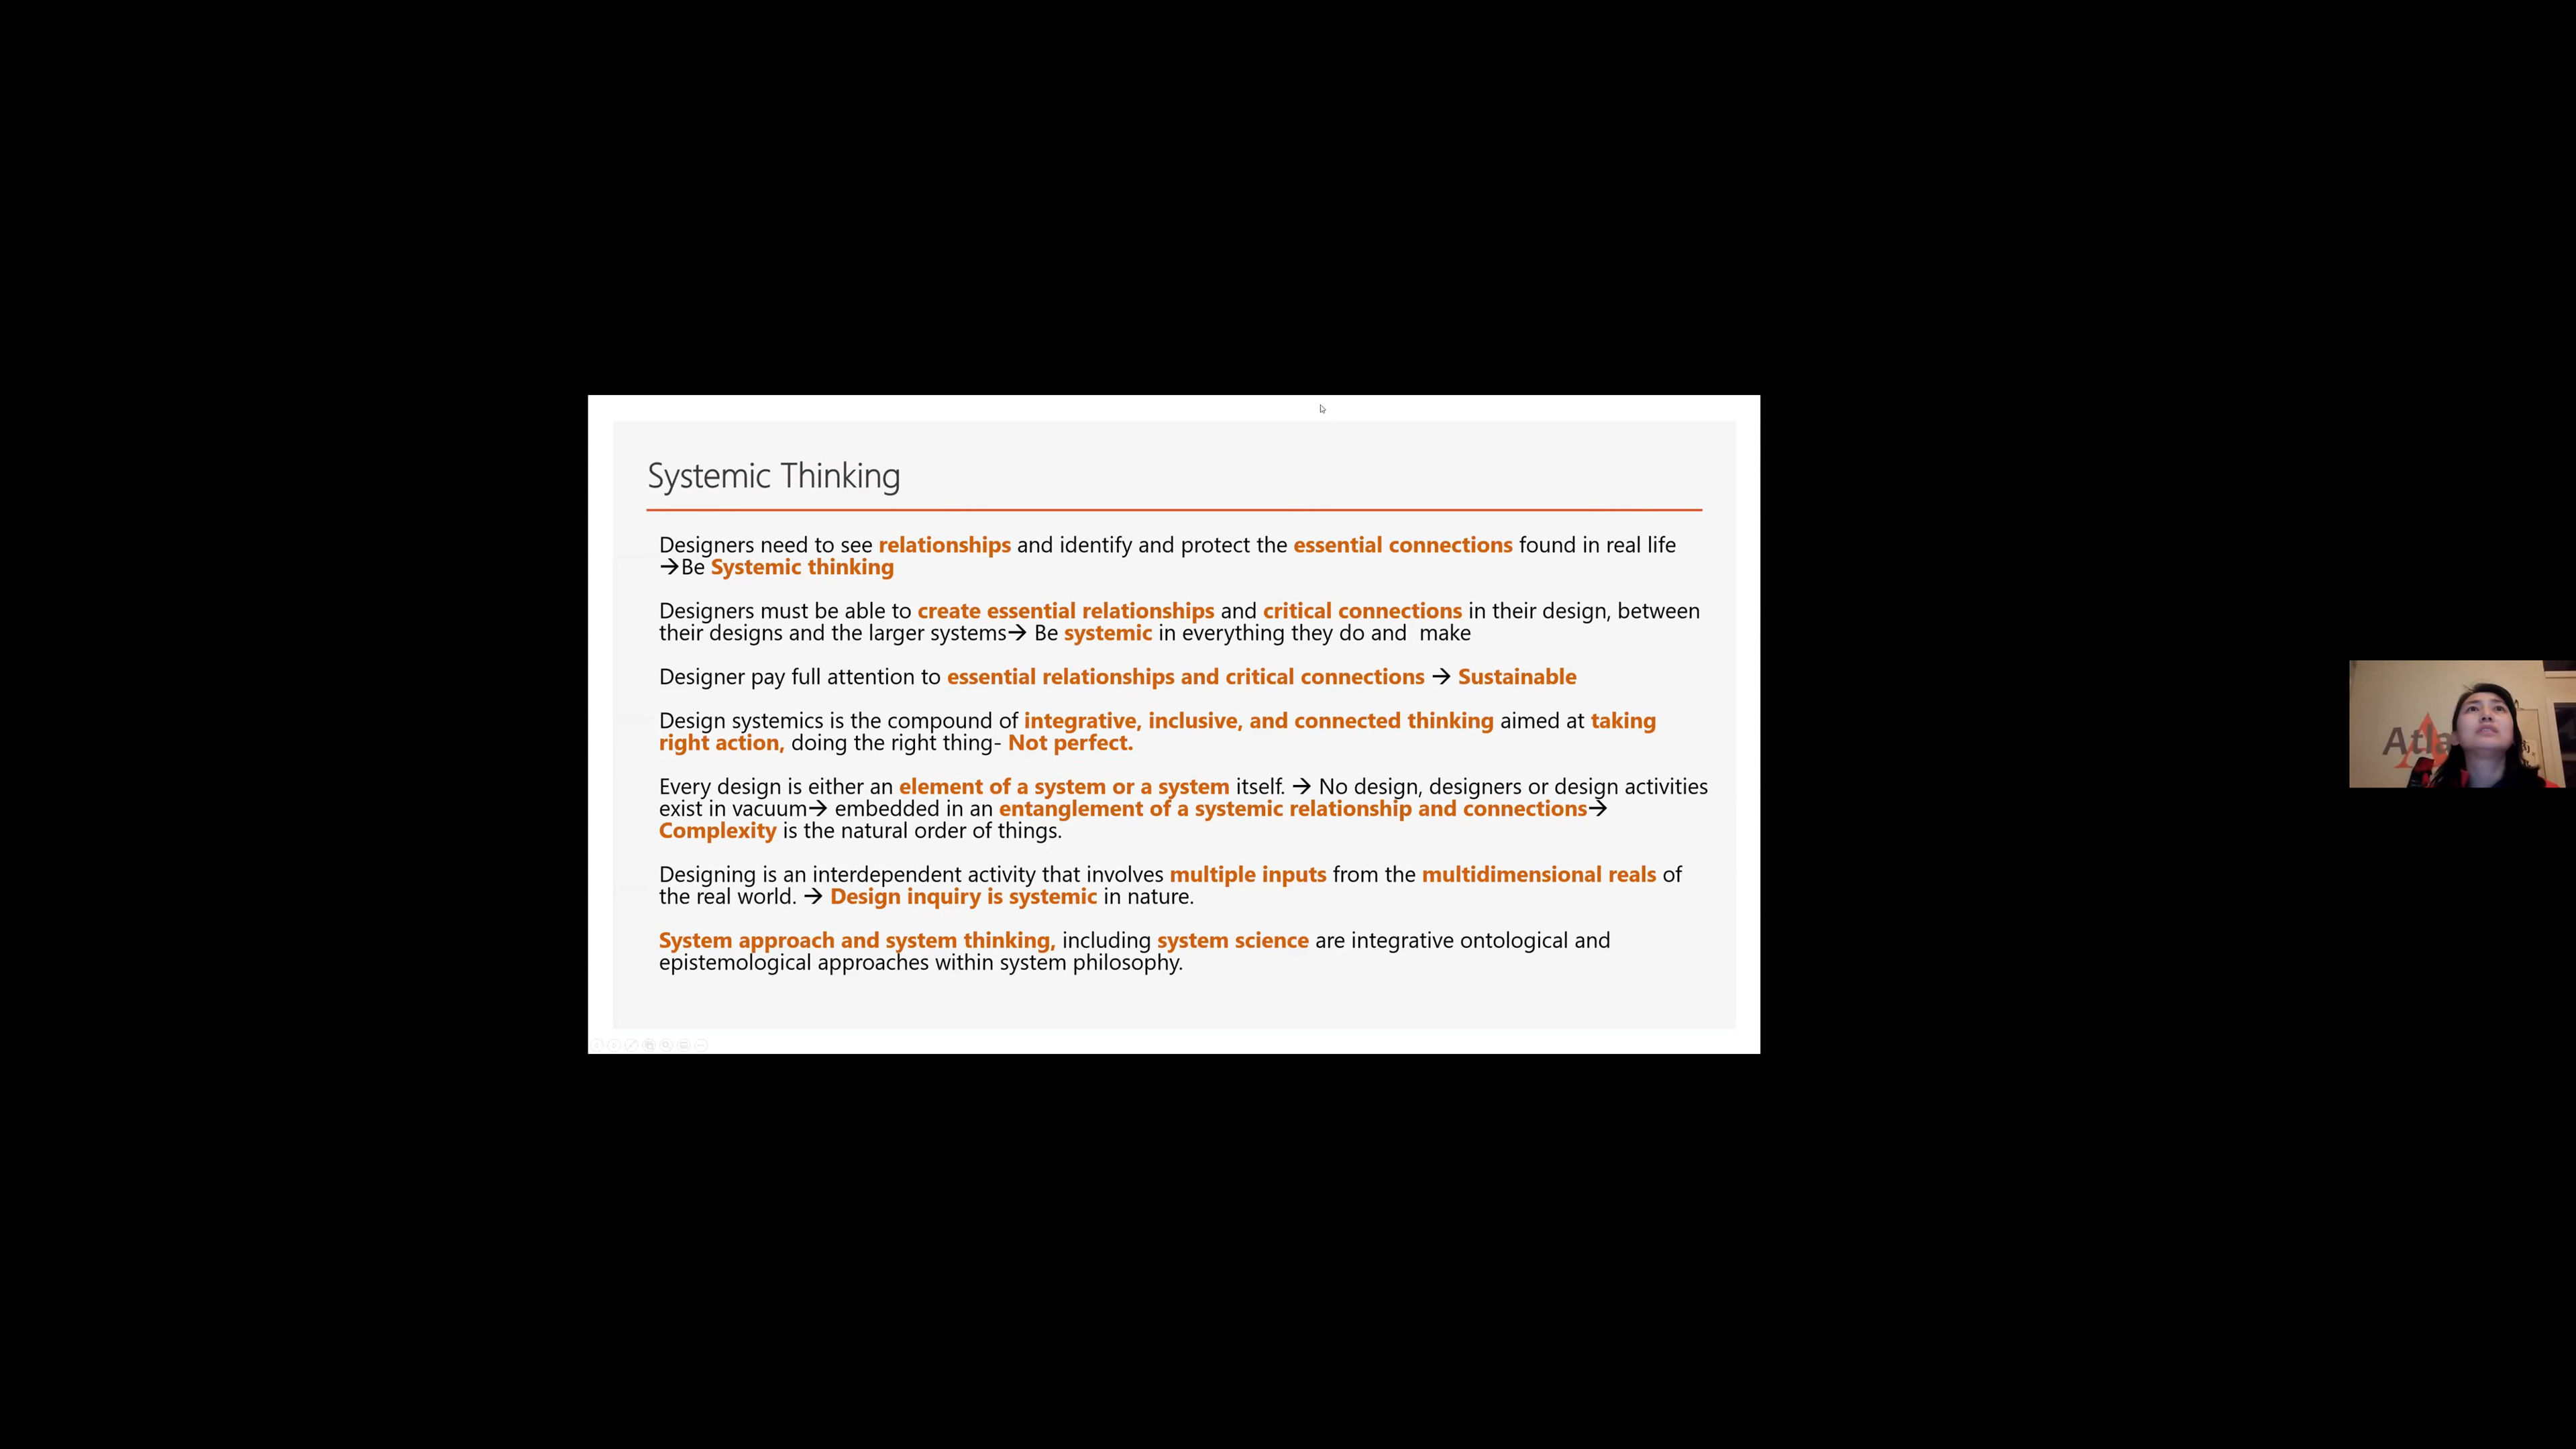 Systemic Thinking
Designers need to see relationships and identify and protect the essential connections found in real life
→Be Systemic thinking
Designers must be able to create essential relationships and critical connections in their design, between
their designs and the larger systems→ Be systemic in everything they do and  make
Designer pay full attention to essential relationships and critical connections → Sustainable
Design systemics is the compound of integrative, inclusive, and connected thinking aimed at taking
right action, doing the right thing- Not perfect.
Every design is either an element of a system or a system itself. → No design, designers or design activities
exist in vacuum→ embedded in an entanglement of a systemic relationship and connections→
Complexity is the natural order of things.
Designing is an interdependent activity that involves multiple inputs from the multidimensional reals of
the real world. → Design inquiry is systemic in nature.
System approach and system thinking, including system science are integrative ontological and
epistemological approaches within system philosophy.